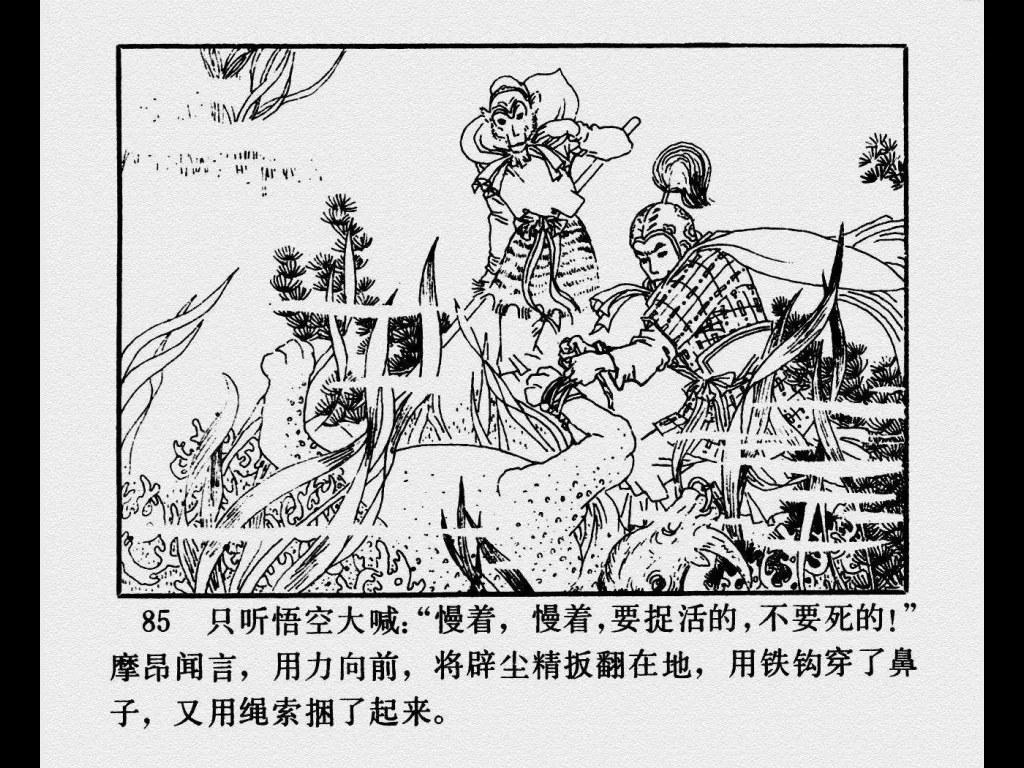 85 只听悟空大喊:“慢着,慢着,要捉活的,不要死的!”
摩昂闻言,用力向前,将辟尘精扳翻在地,用铁钩穿了鼻
子,又用绳索捆了起来。